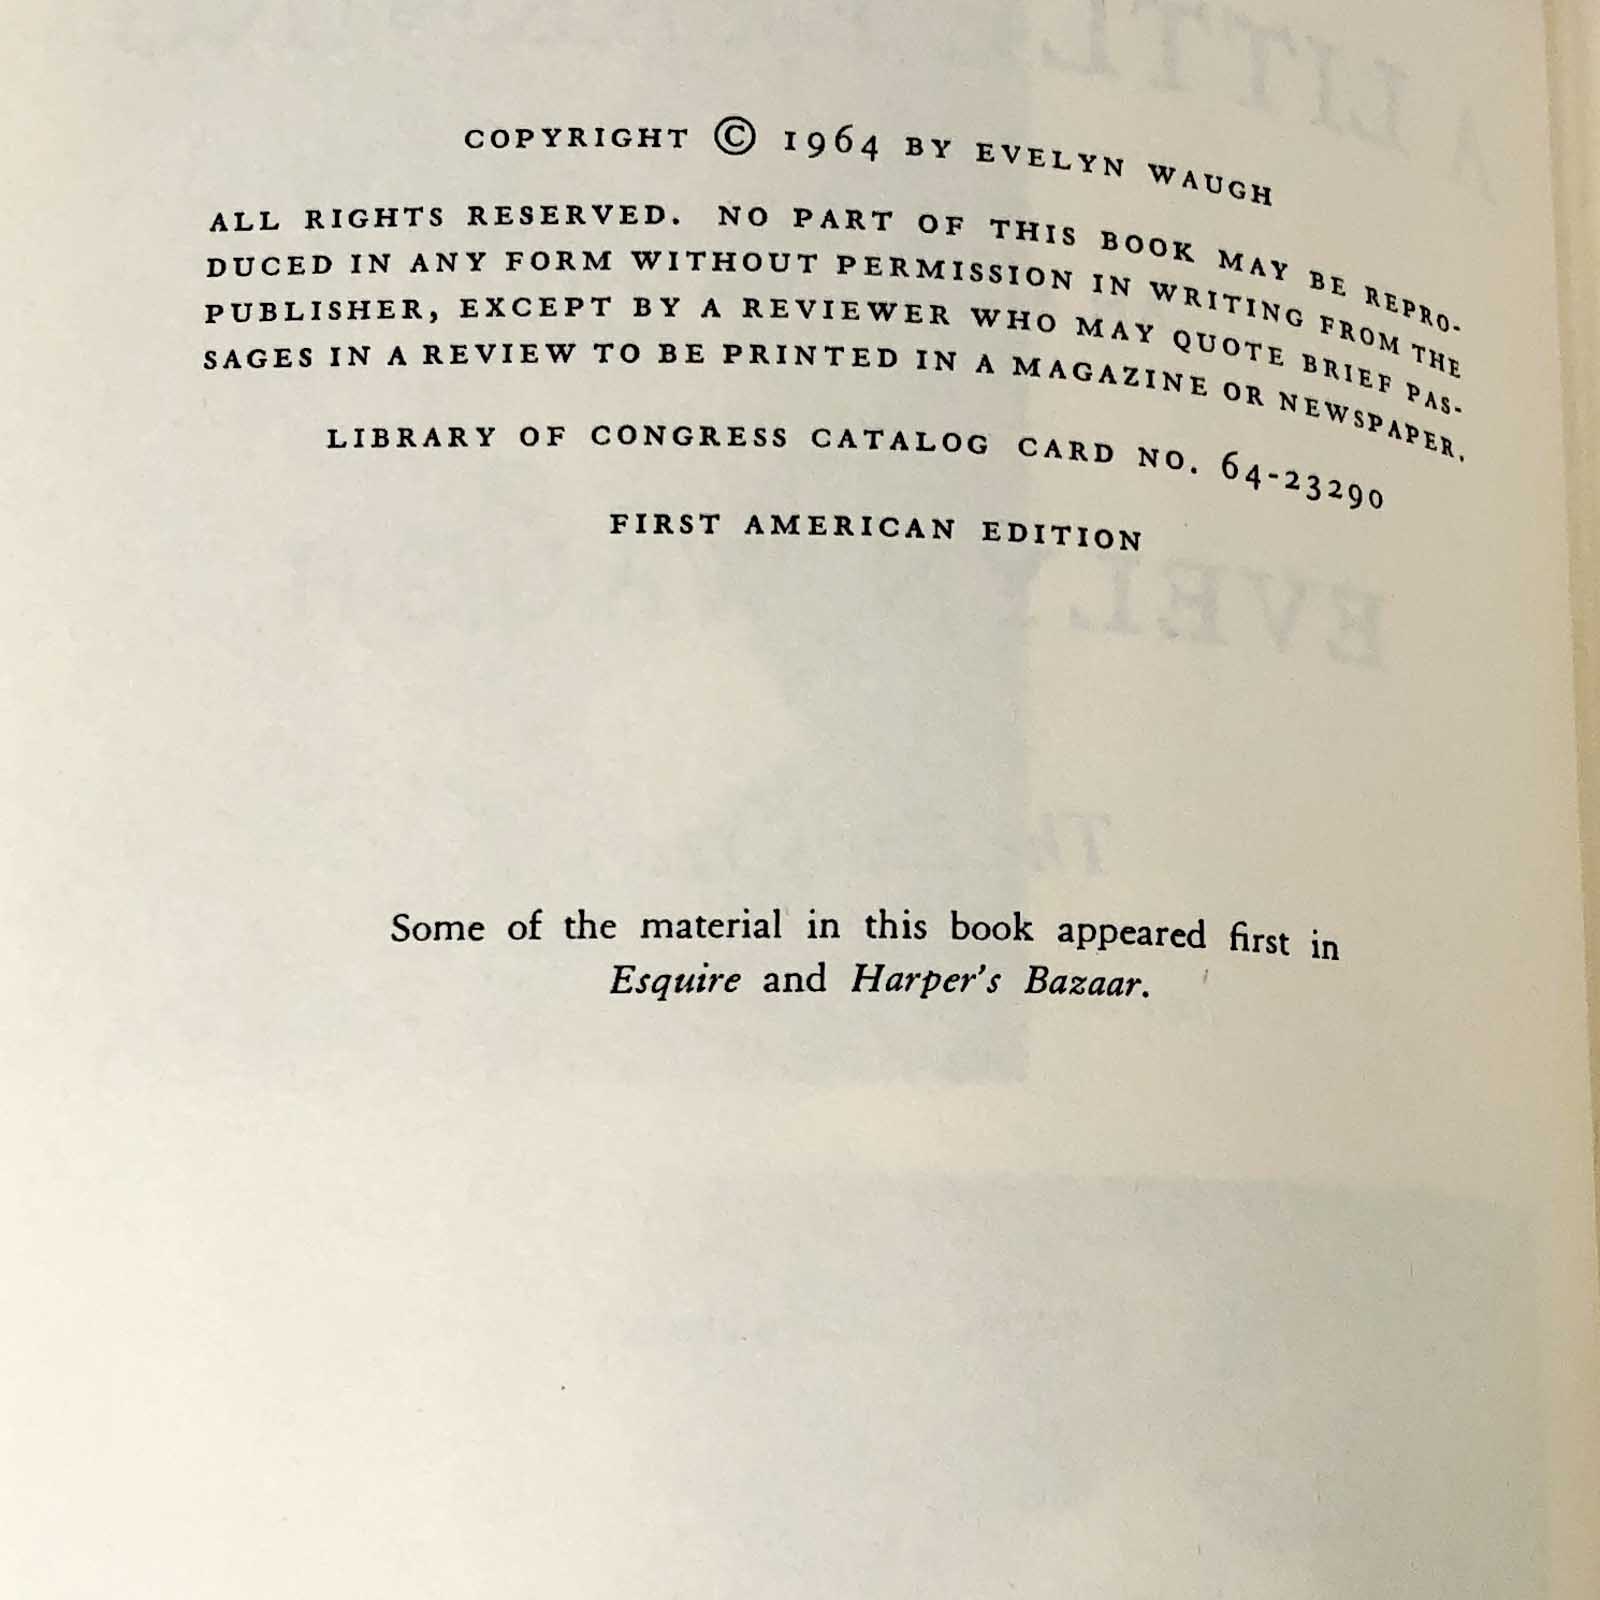 COPYRIGHT © 1964 BY EVELYN WAUGH
ALL RIGHTS RESERVED. NO PART OF THIS BOOK MAY BE REPRO-
DUCED IN ANY FORM WITHOUT PERMISSION IN WRITING FROM THE
PUBLISHER, EXCEPT BY A REVIEWER WHO MAY QUOTE BRIEF PAS-
SAGES IN A REVIEW TO BE PRINTED IN A MAGAZINE OR NEWSPAPER.
LIBRARY OF CONGRESS CATALOG CARD NO. 64-23290
FIRST AMERICAN EDITION
Some of the material in this book appeared first in
Esquire and Harper's Bazaar.